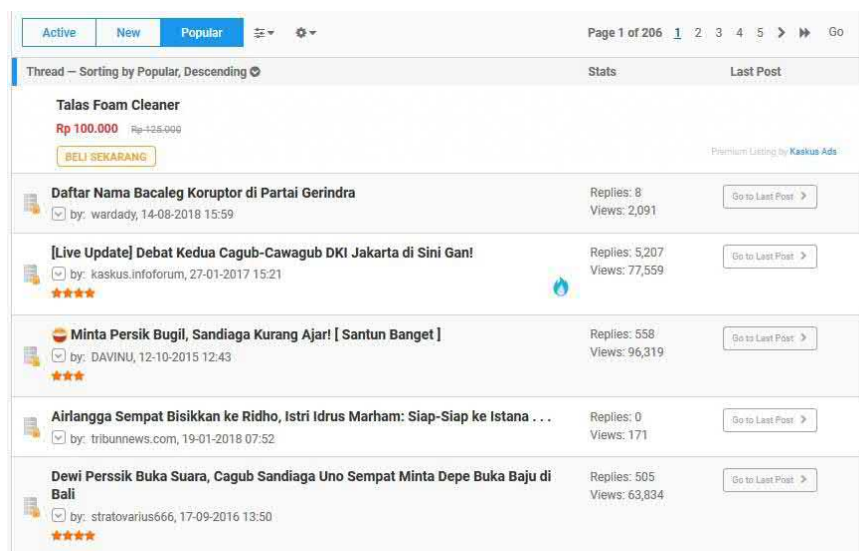 Active New Popular Page 1 of 206 1 2 3 4 5 Go
Thread — Sorting by Popular, Descending Stats Last Post
Talas Foam Cleaner
Rp 100.000 Rp 125.000
BELI SEKARANG
Premium Listing by Kaskus Ads
Daftar Nama Bacaleg Koruptor di Partai Gerindra
by: wardady, 14-08-2018 15:59
Replies: 8
Views: 2,091
Go to Last Post
[Live Update] Debat Kedua Cagub-Cawagub DKI Jakarta di Sini Gan!
by: kaskus.infoforum, 27-01-2017 15:21
Replies: 5,207
Views: 77,559
Go to Last Post
Minta Persik Bugil, Sandiaga Kurang Ajar! [ Santun Banget ]
by: DAVINU, 12-10-2015 12:43
Replies: 558
Views: 96,319
Go to Last Post
Airlangga Sempat Bisikkan ke Ridho, Istri Idrus Marham: Siap-Siap ke Istana . . .
by: tribunnews.com, 19-01-2018 07:52
Replies: 0
Views: 171
Go to Last Post
Dewi Perssik Buka Suara, Cagub Sandiaga Uno Sempat Minta Depe Buka Baju di
Bali
by: stratovarius666, 17-09-2016 13:50
Replies: 505
Views: 63,834
Go to Last Post